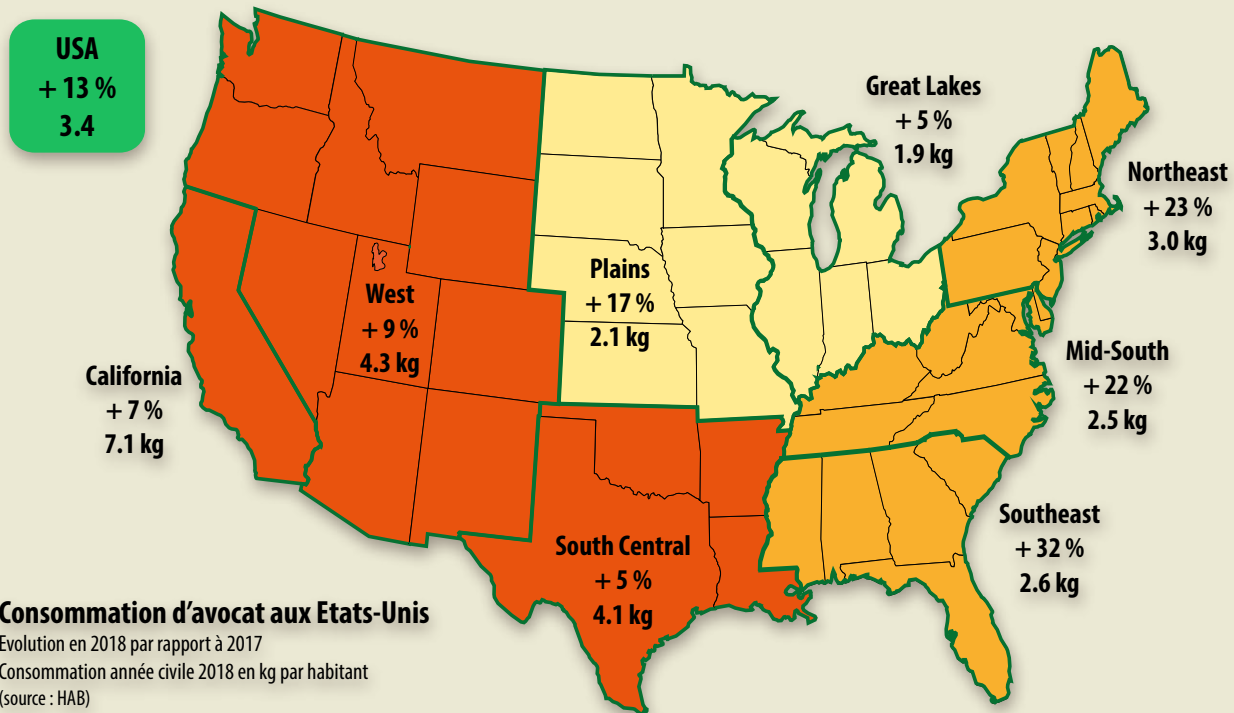 USA
+ 13 %
3.4
Great Lakes
+ 5 %
1.9 kg
Northeast
+ 23 %
3.0 kg
Plains
+ 17 %
2.1 kg
West
+ 9 %
4.3 kg
California
+ 7 %
7.1 kg
Mid-South
+ 22 %
2.5 kg
Southeast
+ 32 %
2.6 kg
South Central
+ 5 %
4.1 kg
Consommation d’avocat aux Etats-Unis
Evolution en 2018 par rapport à 2017
Consommation année civile 2018 en kg par habitant
(source : HAB)